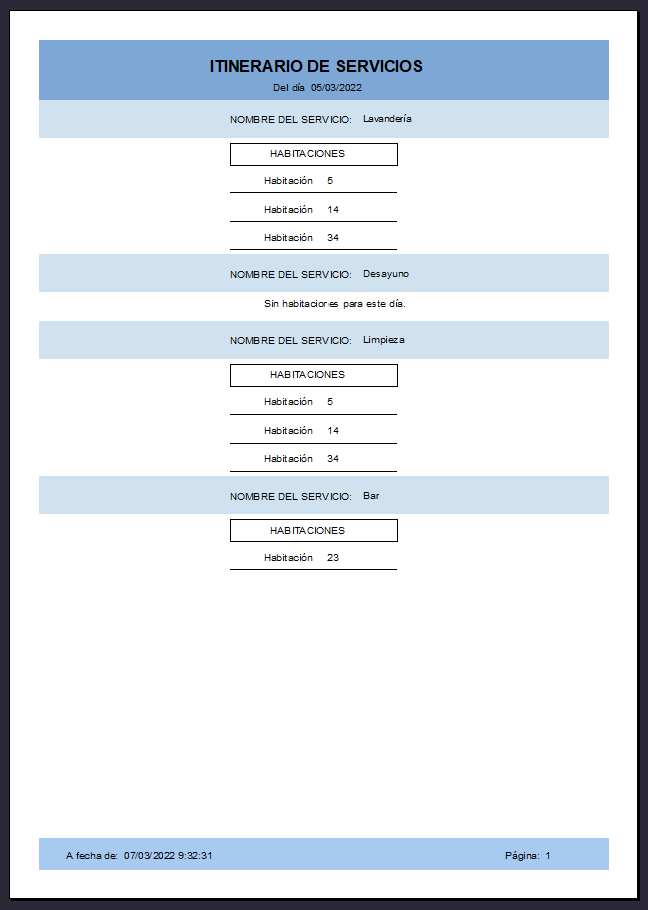 ITINERARIO DE SERVICIOS
Del día 05/03/2022
NOMBRE DEL SERVICIO: Lavandería
HABITACIONES
Habitación 5
Habitación 14
Habitación 34
NOMBRE DEL SERVICIO: Desayuno
Sin habitaciones para este día.
NOMBRE DEL SERVICIO: Limpieza
HABITACIONES
Habitación 5
Habitación 14
Habitación 34
NOMBRE DEL SERVICIO: Bar
HABITACIONES
Habitación 23
A fecha de: 07/03/2022 9:32:31 Página: 1